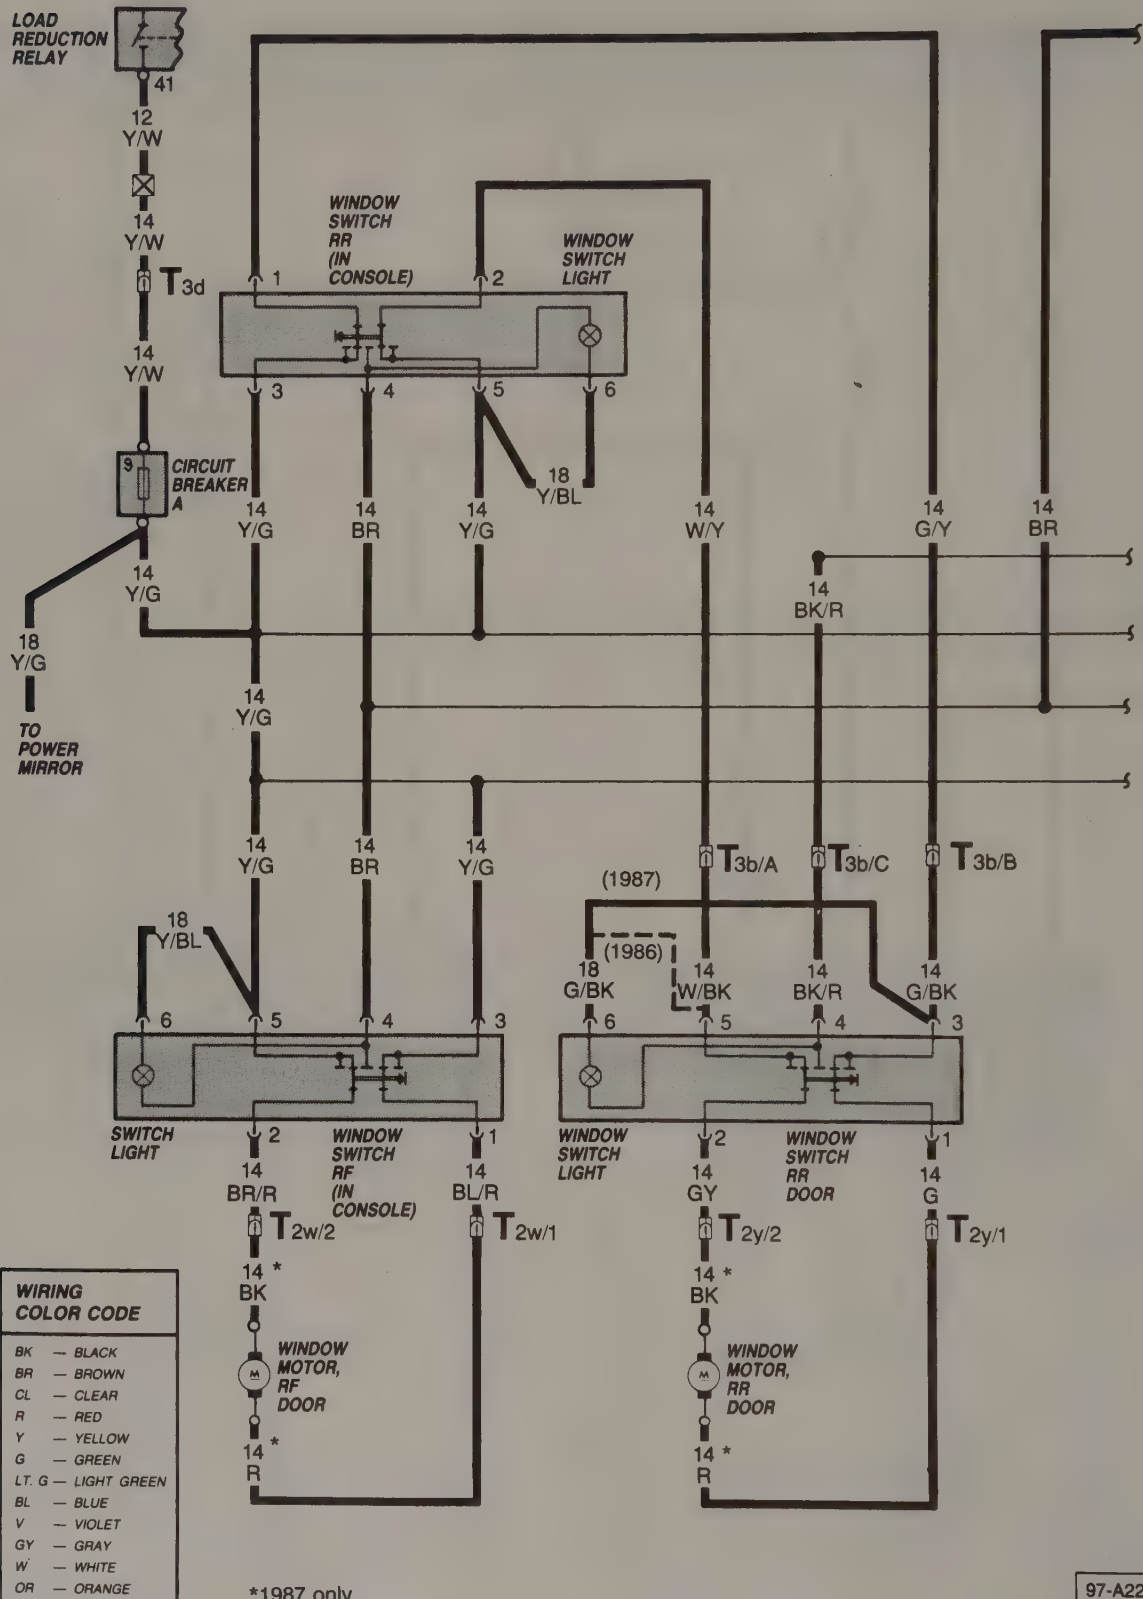 LOAD
REDUCTION
RELAY
41
12
Y/W
14
Y/W
T3d
14
Y/W
9
CIRCUIT
BREAKER
A
14
Y/G
18
Y/G
TO
POWER
MIRROR
WINDOW
SWITCH
RR
(IN
CONSOLE)
WINDOW
SWITCH
LIGHT
1
2
3
4
5
6
18
Y/BL
14
Y/G
14
BR
14
Y/G
14
W/Y
14
G/Y
14
BR
14
BK/R
14
Y/G
14
Y/G
14
BR
14
Y/G
T3b/A
T3b/C
T3b/B
(1987)
(1986)
18
Y/BL
18
G/BK
14
W/BK
14
BK/R
14
G/BK
6
5
4
3
6
5
4
3
SWITCH
LIGHT
2
WINDOW
SWITCH
RF
(IN
CONSOLE)
1
WINDOW
SWITCH
LIGHT
2
WINDOW
SWITCH
RR
DOOR
1
14
BR/R
14
BL/R
14
GY
14
G
T2w/2
T2w/1
T2y/2
T2y/1
14 *
BK
14 *
BK
M
WINDOW
MOTOR,
RF
DOOR
M
WINDOW
MOTOR,
RR
DOOR
14 *
R
14 *
R
WIRING
COLOR CODE
BK — BLACK
BR — BROWN
CL — CLEAR
R — RED
Y — YELLOW
G — GREEN
LT. G — LIGHT GREEN
BL — BLUE
V — VIOLET
GY — GRAY
W — WHITE
OR — ORANGE
*1987 only
97-A22